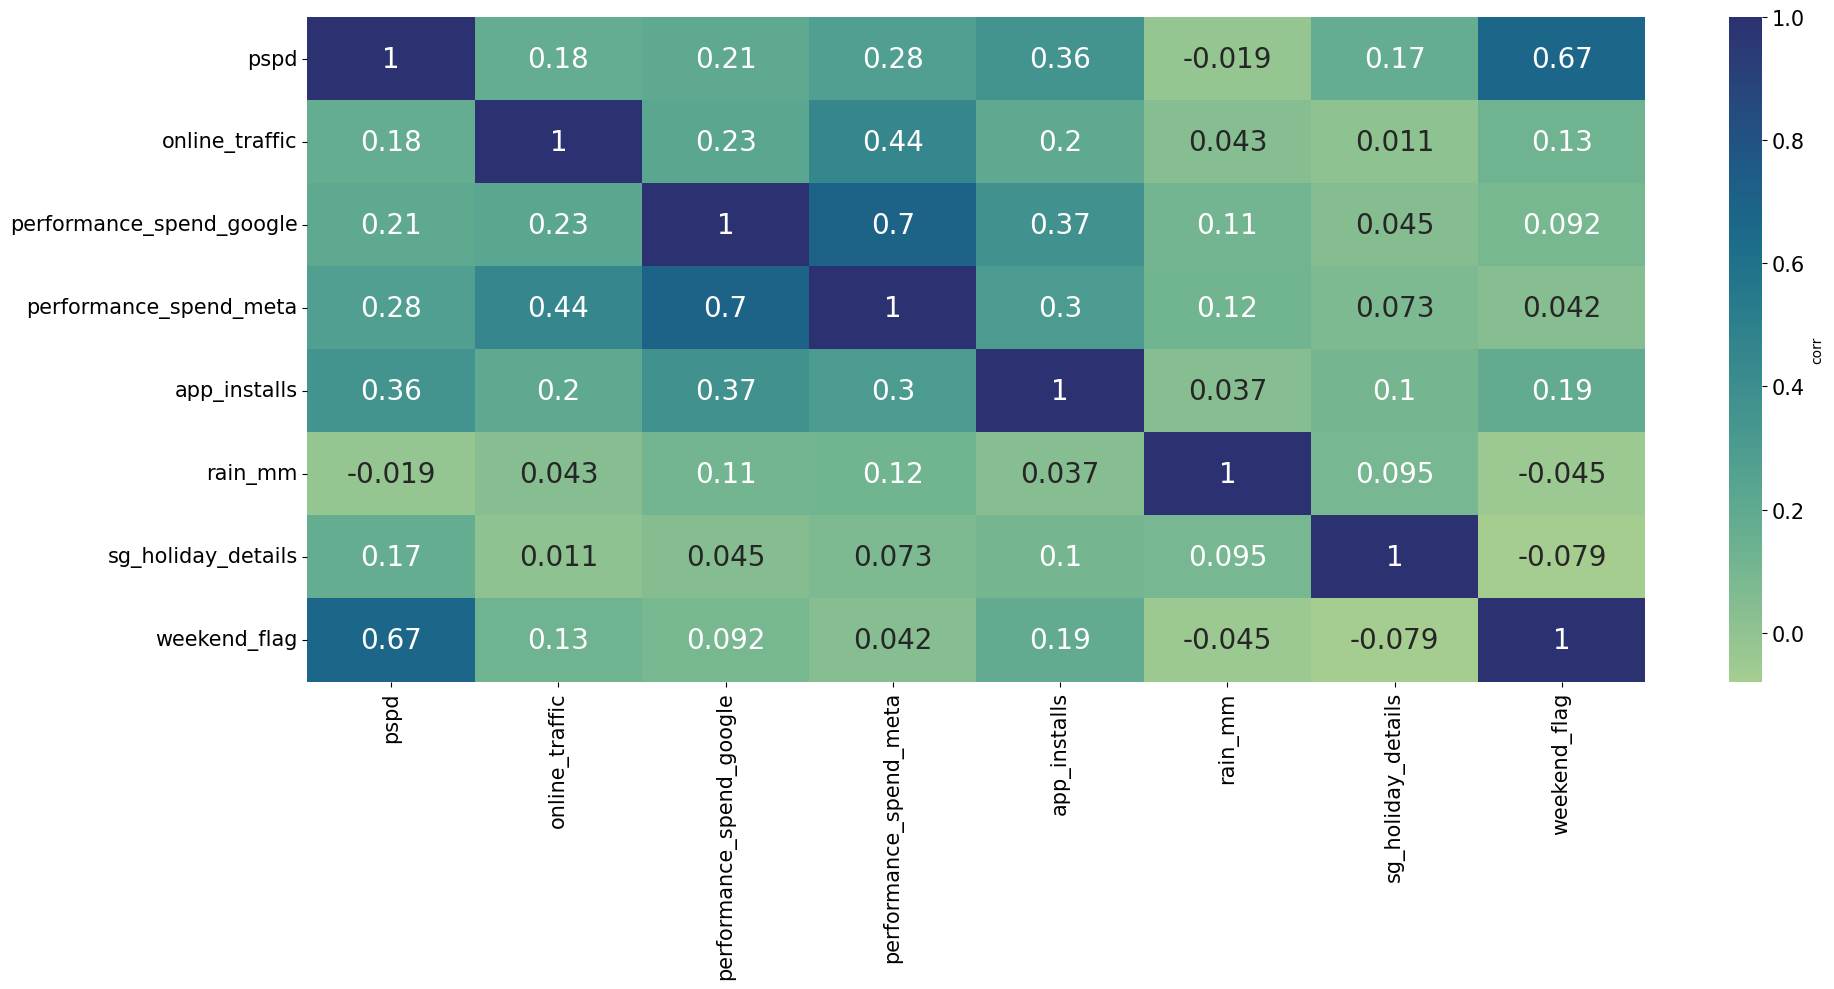 pspd 1 0.18 0.21 0.28 0.36 -0.019 0.17 0.67
online_traffic 0.18 1 0.23 0.44 0.2 0.043 0.011 0.13
performance_spend_google 0.21 0.23 1 0.7 0.37 0.11 0.045 0.092
performance_spend_meta 0.28 0.44 0.7 1 0.3 0.12 0.073 0.042
app_installs 0.36 0.2 0.37 0.3 1 0.037 0.1 0.19
rain_mm -0.019 0.043 0.11 0.12 0.037 1 0.095 -0.045
sg_holiday_details 0.17 0.011 0.045 0.073 0.1 0.095 1 -0.079
weekend_flag 0.67 0.13 0.092 0.042 0.19 -0.045 -0.079 1
pspd
online_traffic
performance_spend_google
performance_spend_meta
app_installs
rain_mm
sg_holiday_details
weekend_flag
1.0
0.8
0.6
0.4
0.2
0.0
corr